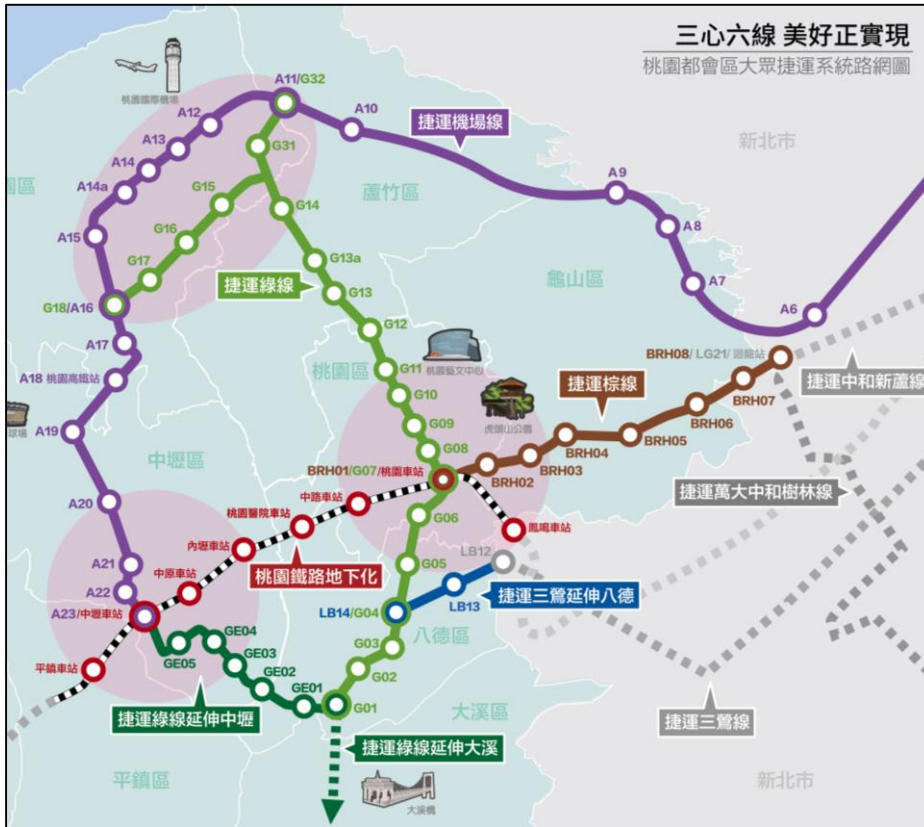 三心六線 美好正實現
桃園都會區大眾捷運系統路網圖
桃園國際機場
A11/G32
A12
A10
捷運機場線
新北市
A13
G31
A14
A14a
G15
蘆竹區
A9
園區
G14
G16
A8
A15
G17
G13a
捷運綠線
龜山區
A7
G13
G18/A16
A6
G12
A17
BRH08/ LG21/ 迴龍站
桃園區
桃園藝文中心
G11
捷運棕線
捷運中和新蘆線
A18 桃園高鐵站
BRH07
G10
虎頭山公園
BRH06
球場
A19
G09
BRH05
BRH04
中壢區
G08
BRH03
BRH01/G07/桃園車站
BRH02
捷運萬大中和樹林線
A20
中路車站
桃園醫院車站
G06
鳳鳴車站
內壢車站
LB12
A21
中原車站
桃園鐵路地下化
G05
捷運三鶯延伸八德
A22
LB13
A23/中壢車站
LB14/G04
八德區
GE04
G03
平鎮車站
GE05
GE03
G02
GE02
GE01
G01
大溪區
捷運綠線延伸中壢
捷運三鶯線
捷運綠線延伸大溪
平鎮區
新北市
大溪橋